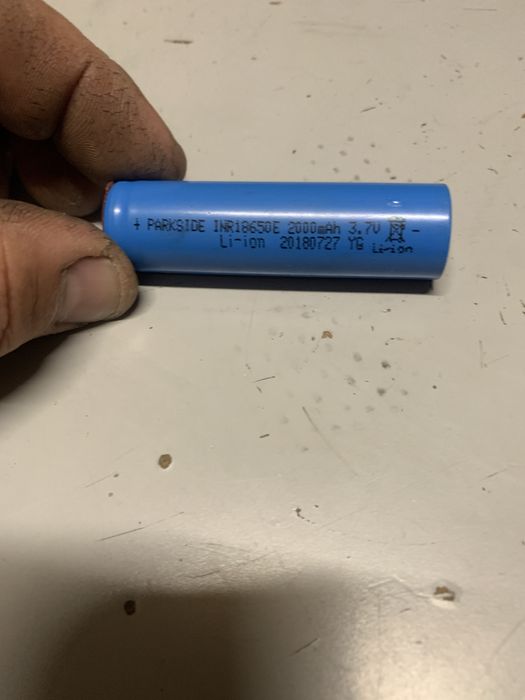 + PARKSIDE INR18650E 2000mAh 3.7V -
Li-ion 20180727 YG Li-ion